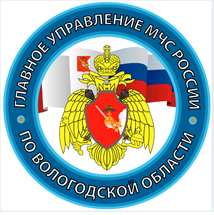 ГЛАВНОЕ УПРАВЛЕНИЕ МЧС РОССИИ
ПО ВОЛОГОДСКОЙ ОБЛАСТИ